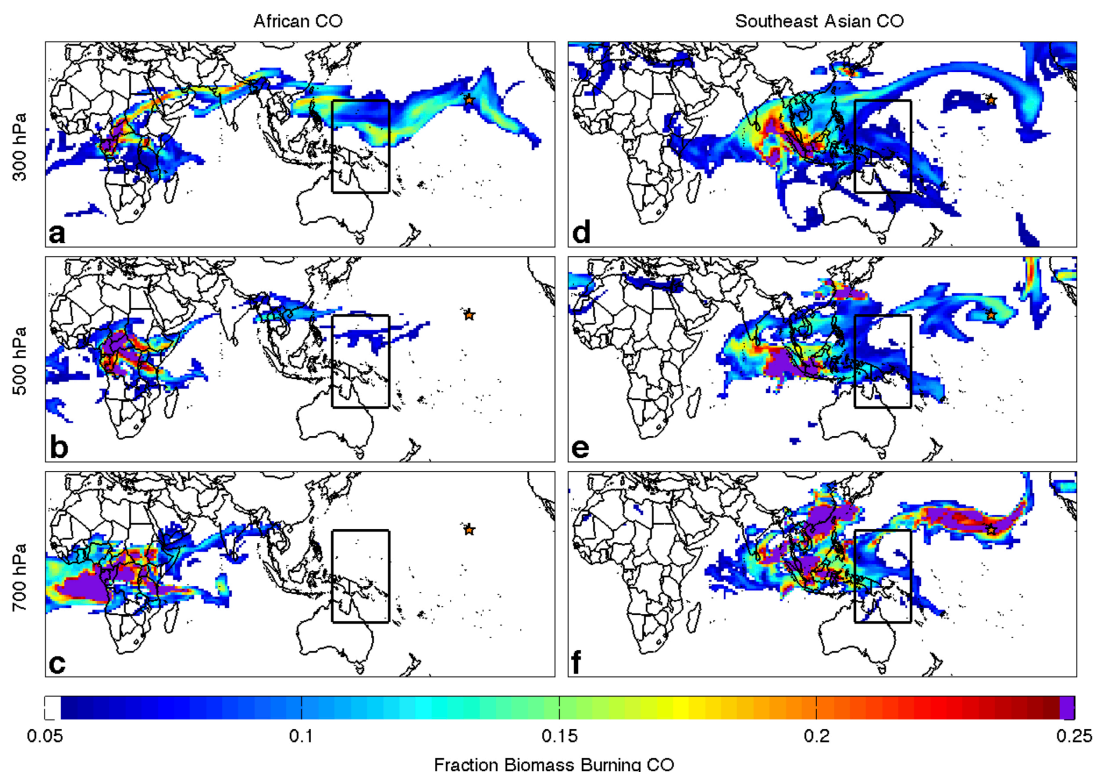 African CO
Southeast Asian CO
300 hPa
a
d
500 hPa
b
e
700 hPa
c
f
0.05 0.1 0.15 0.2 0.25
Fraction Biomass Burning CO